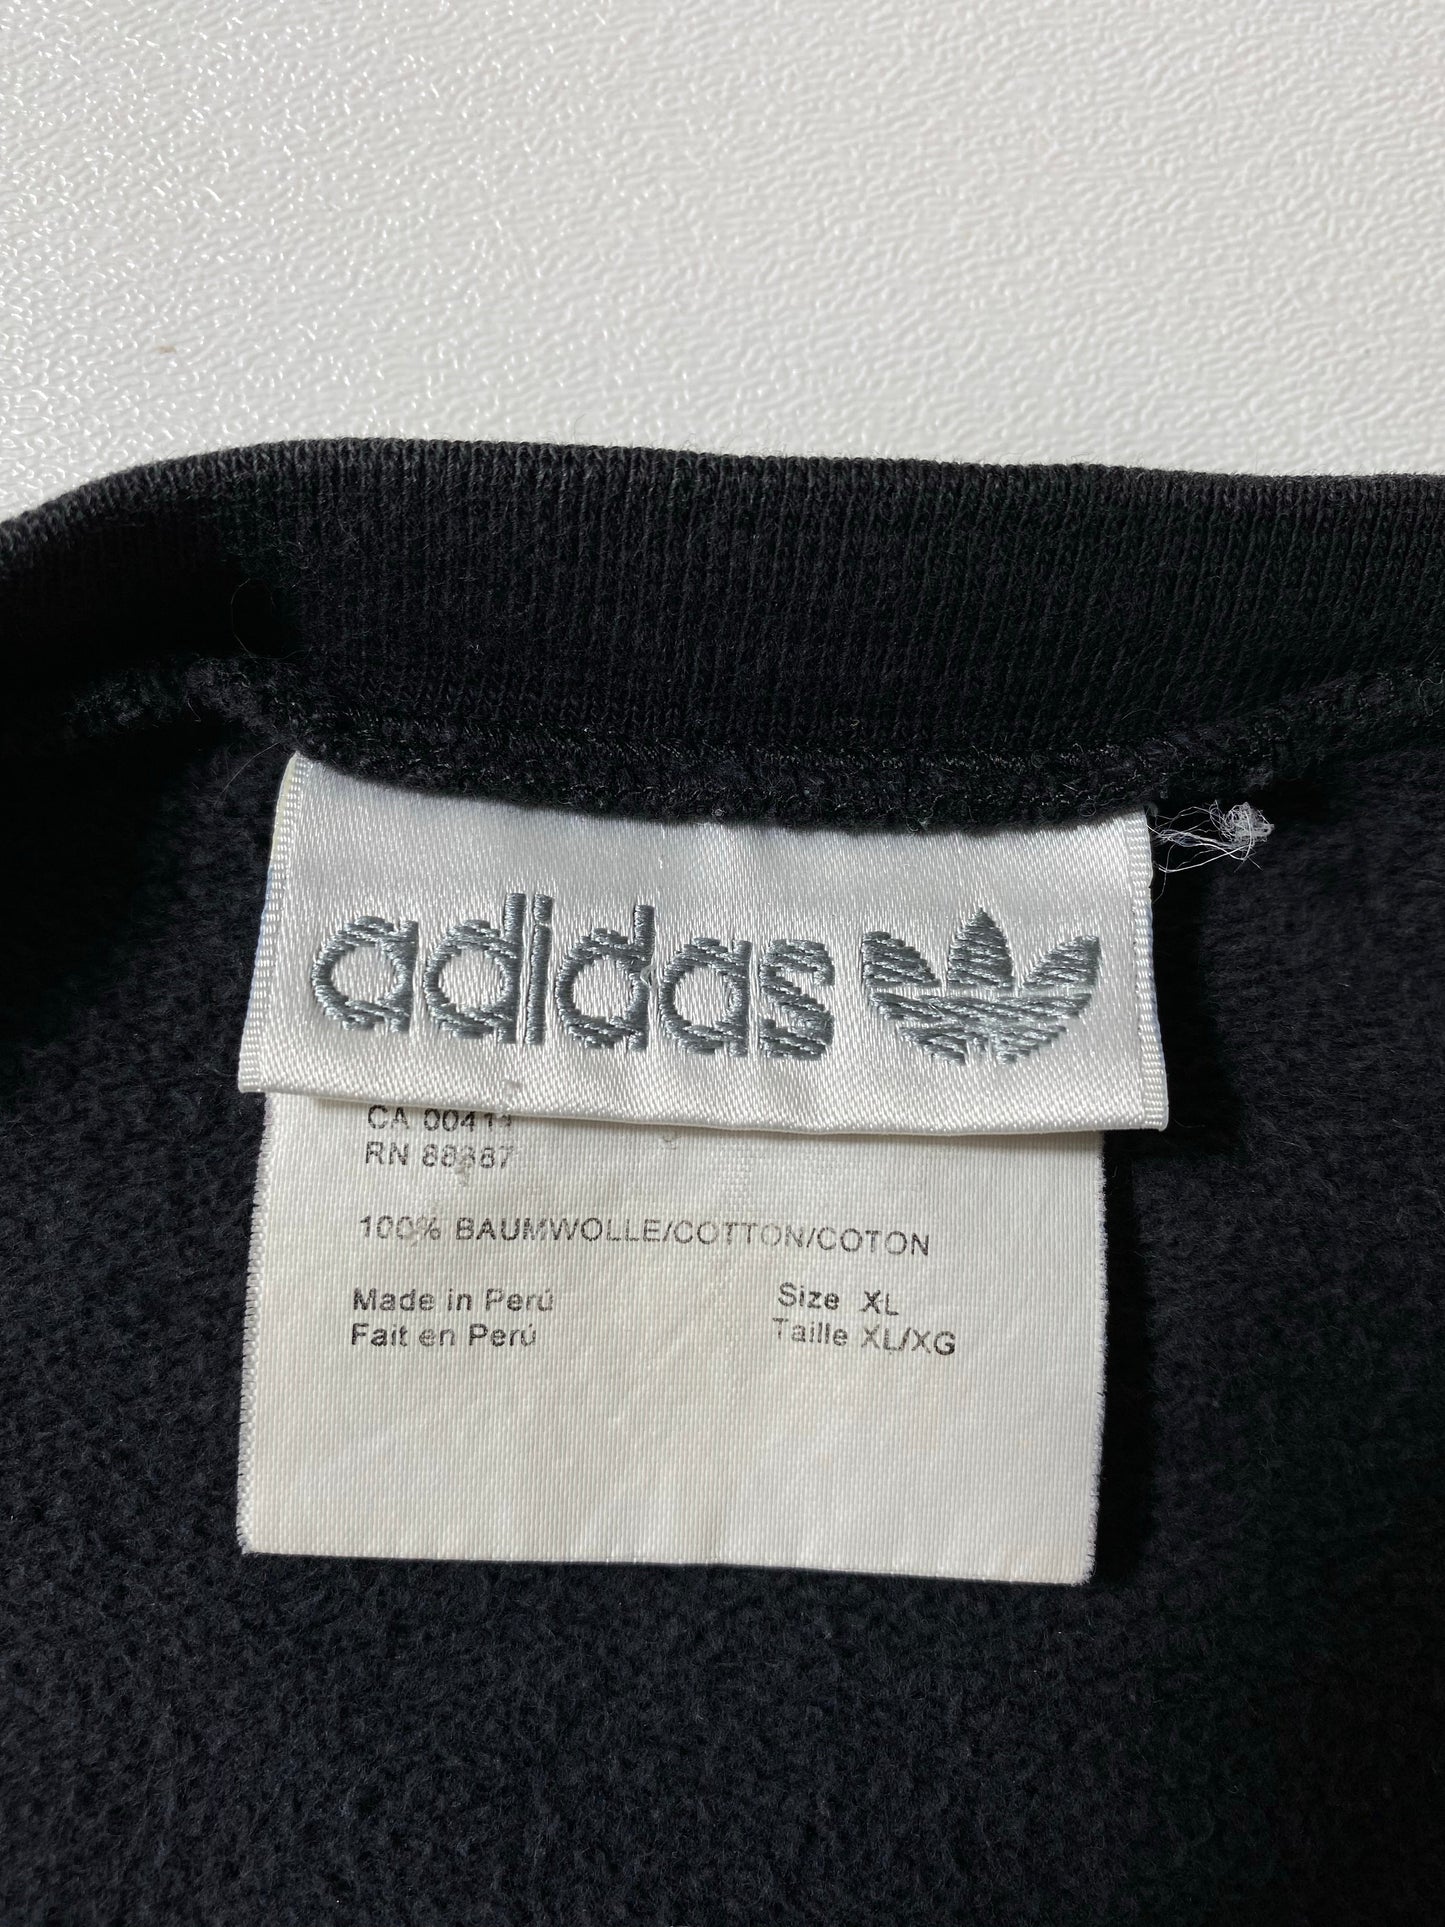 adidas
CA 00411
RN 88387
100% BAUMWOLLE/COTTON/COTON
Made in Perú
Size XL
Fait en Perú
Taille XL/XG